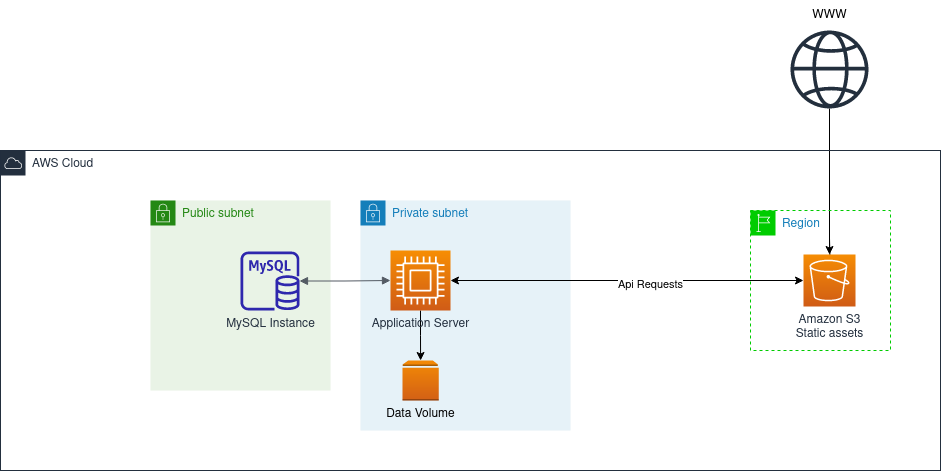 WWW
AWS Cloud
Public subnet
Private subnet
Region
MySQL
MySQL Instance
Application Server
Api Requests
Amazon S3
Static assets
Data Volume